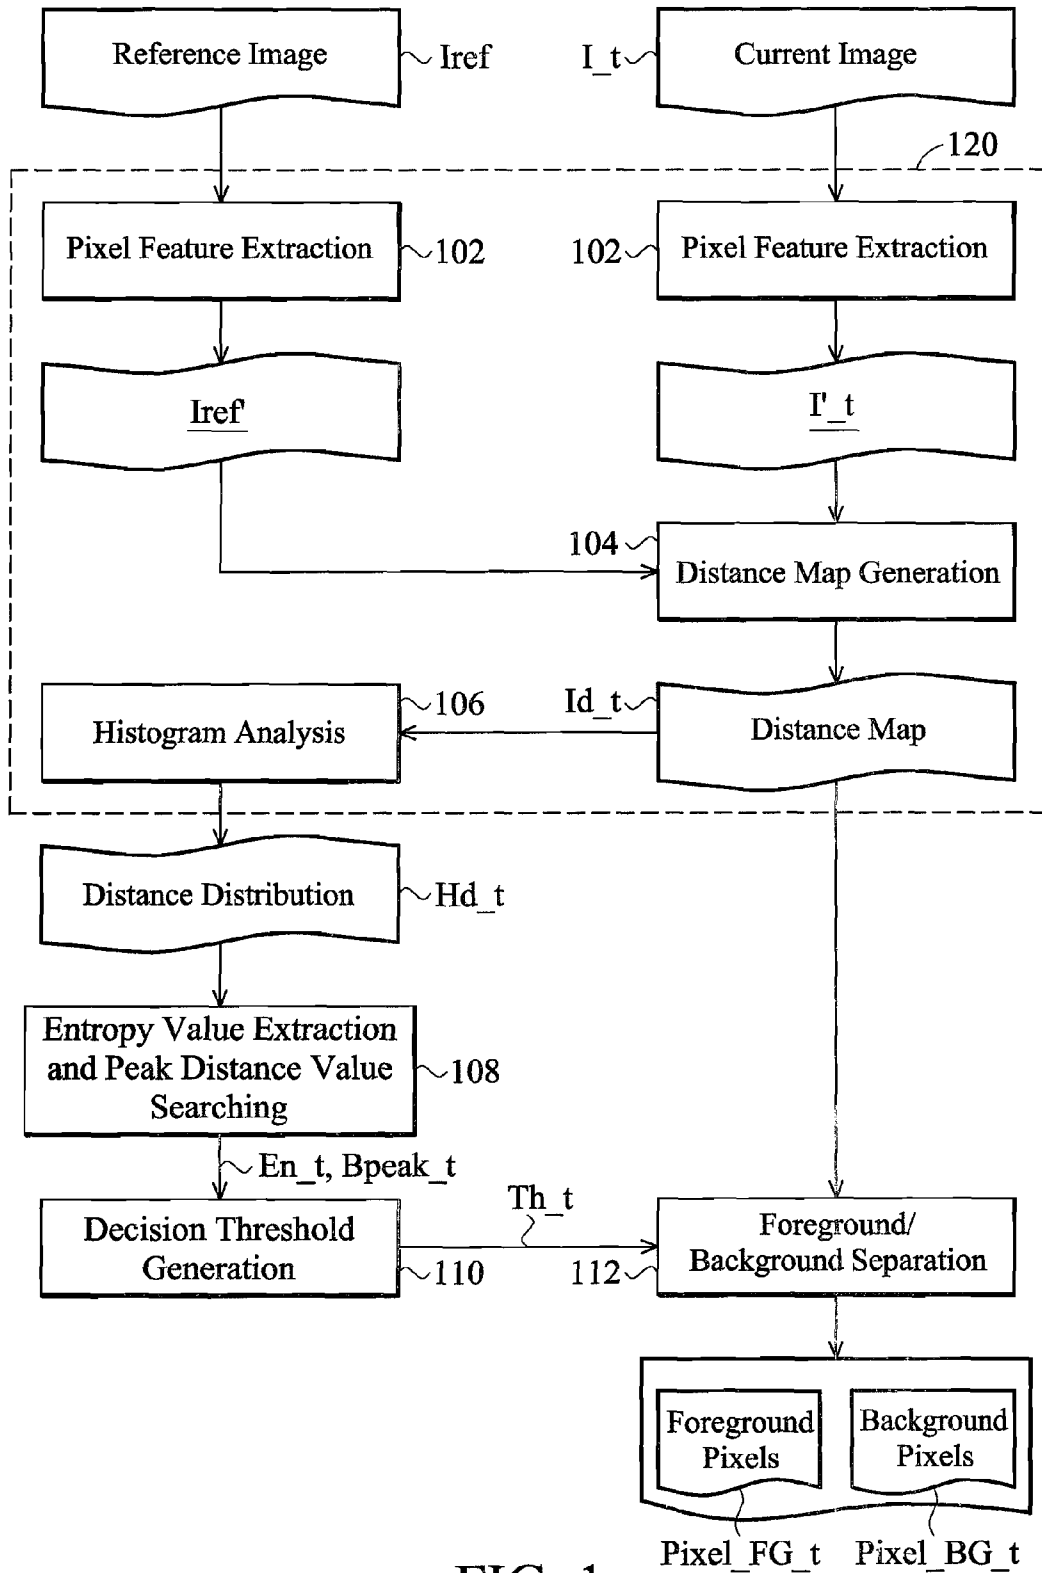 Reference Image
Iref
I_t
Current Image
120
Pixel Feature Extraction
102
102
Pixel Feature Extraction
Iref'
I'_t
104
Distance Map Generation
106
Histogram Analysis
Id_t
Distance Map
Distance Distribution
Hd_t
Entropy Value Extraction
and Peak Distance Value
Searching
108
En_t, Bpeak_t
Decision Threshold
Generation
110
Th_t
112
Foreground/
Background Separation
Foreground
Pixels
Background
Pixels
Pixel_FG_t
Pixel_BG_t
FIG. 1